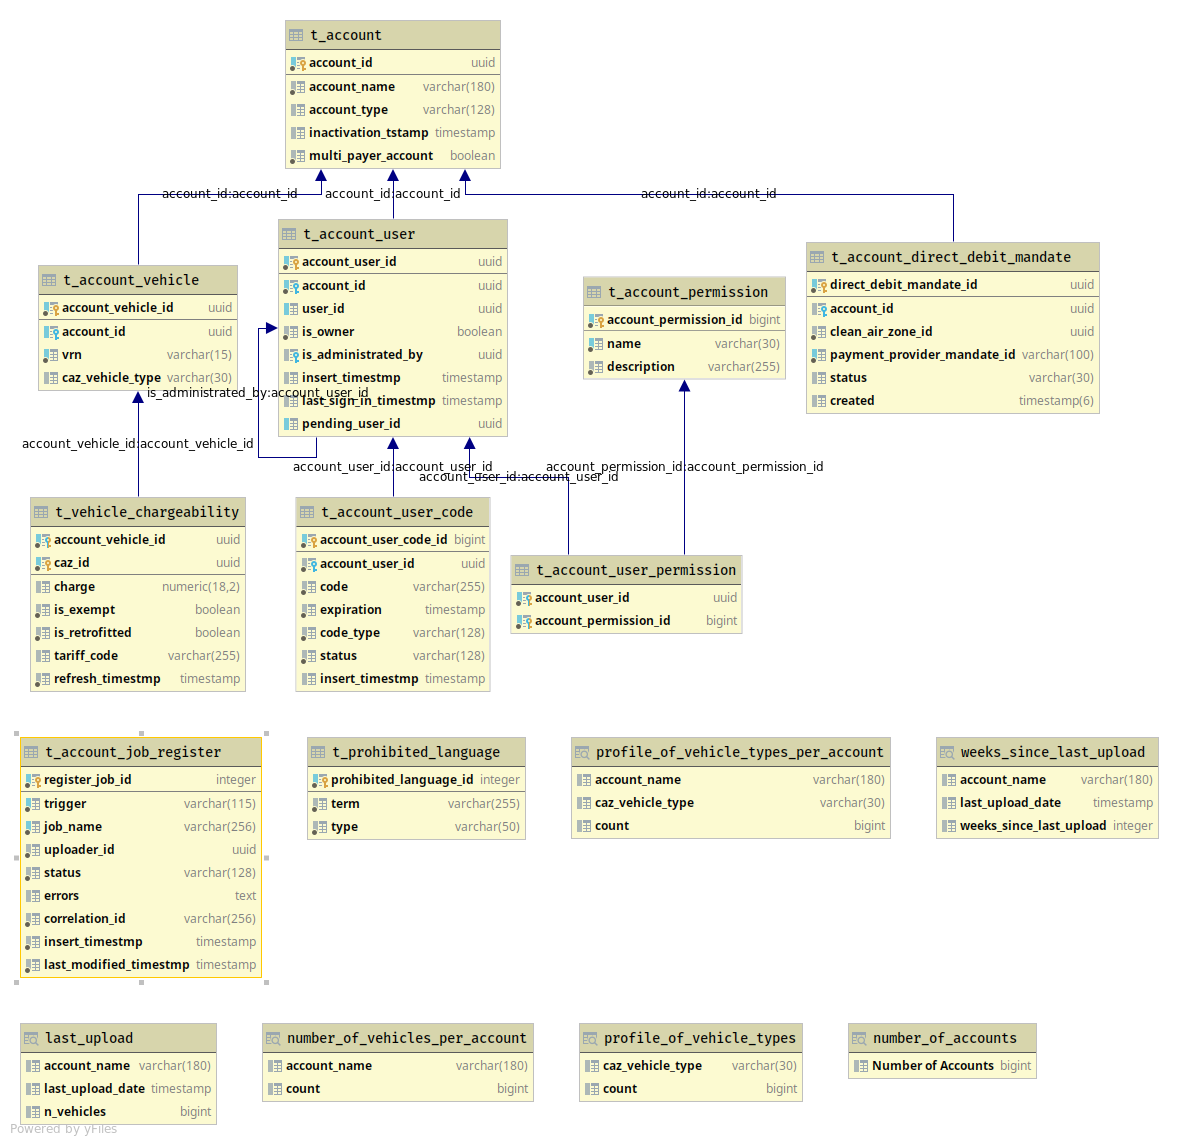 t_account
account_id uuid
account_name varchar(180)
account_type varchar(128)
inactivation_tstamp timestamp
multi_payer_account boolean
account_id:account_id
account_id:account_id
account_id:account_id
t_account_user
account_user_id uuid
account_id uuid
user_id uuid
is_owner boolean
is_administrated_by uuid
insert_timestmp timestamp
last_sign_in_timestmp timestamp
pending_user_id uuid
t_account_vehicle
account_vehicle_id uuid
account_id uuid
vrn varchar(15)
caz_vehicle_type varchar(30)
t_account_permission
account_permission_id bigint
name varchar(30)
description varchar(255)
t_account_direct_debit_mandate
direct_debit_mandate_id uuid
account_id uuid
clean_air_zone_id uuid
payment_provider_mandate_id varchar(100)
status varchar(30)
created timestamp(6)
is_administrated_by:account_user_id
account_vehicle_id:account_vehicle_id
account_user_id:account_user_id
account_user_id:account_user_id
account_permission_id:account_permission_id
t_vehicle_chargeability
account_vehicle_id uuid
caz_id uuid
charge numeric(18,2)
is_exempt boolean
is_retrofitted boolean
tariff_code varchar(255)
refresh_timestmp timestamp
t_account_user_code
account_user_code_id bigint
account_user_id uuid
code varchar(255)
expiration timestamp
code_type varchar(128)
status varchar(128)
insert_timestmp timestamp
t_account_user_permission
account_user_id uuid
account_permission_id bigint
t_account_job_register
register_job_id integer
trigger varchar(115)
job_name varchar(256)
uploader_id uuid
status varchar(128)
errors text
correlation_id varchar(256)
insert_timestmp timestamp
last_modified_timestmp timestamp
t_prohibited_language
prohibited_language_id integer
term varchar(255)
type varchar(50)
profile_of_vehicle_types_per_account
account_name varchar(180)
caz_vehicle_type varchar(30)
count bigint
weeks_since_last_upload
account_name varchar(180)
last_upload_date timestamp
weeks_since_last_upload integer
last_upload
account_name varchar(180)
last_upload_date timestamp
n_vehicles bigint
number_of_vehicles_per_account
account_name varchar(180)
count bigint
profile_of_vehicle_types
caz_vehicle_type varchar(30)
count bigint
number_of_accounts
Number of Accounts bigint
Powered by yFiles